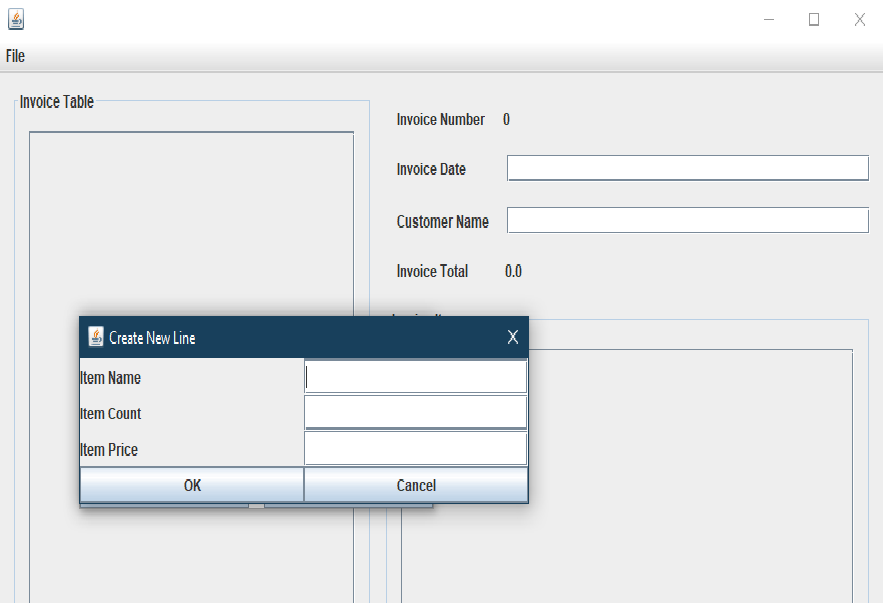 File
Invoice Table
Invoice Number 0
Invoice Date
Customer Name
Invoice Total 0.0
Create New Line
Item Name
Item Count
Item Price
OK Cancel